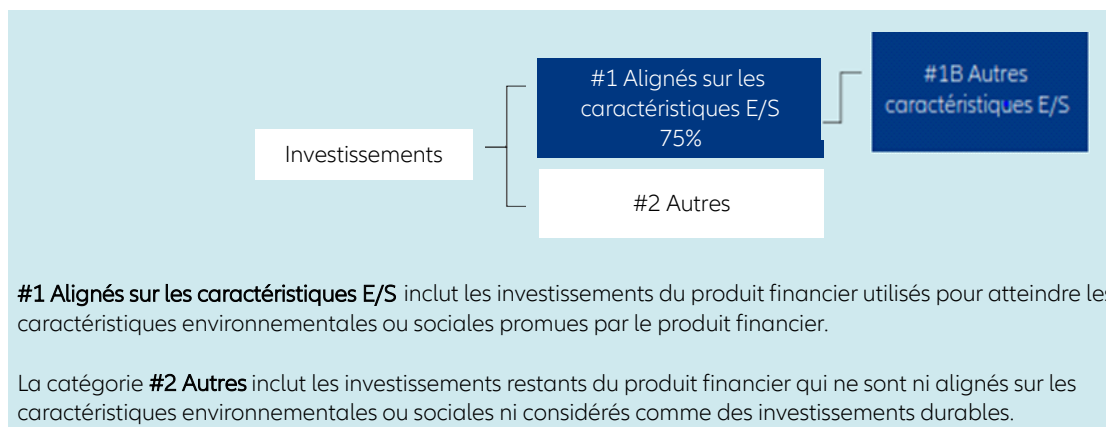 #1 Alignés sur les
caractéristiques E/S
75%
#1B Autres
caractéristiques E/S
Investissements
#2 Autres
#1 Alignés sur les caractéristiques E/S inclut les investissements du produit financier utilisés pour atteindre les
caractéristiques environnementales ou sociales promues par le produit financier.
La catégorie #2 Autres inclut les investissements restants du produit financier qui ne sont ni alignés sur les
caractéristiques environnementales ou sociales ni considérés comme des investissements durables.